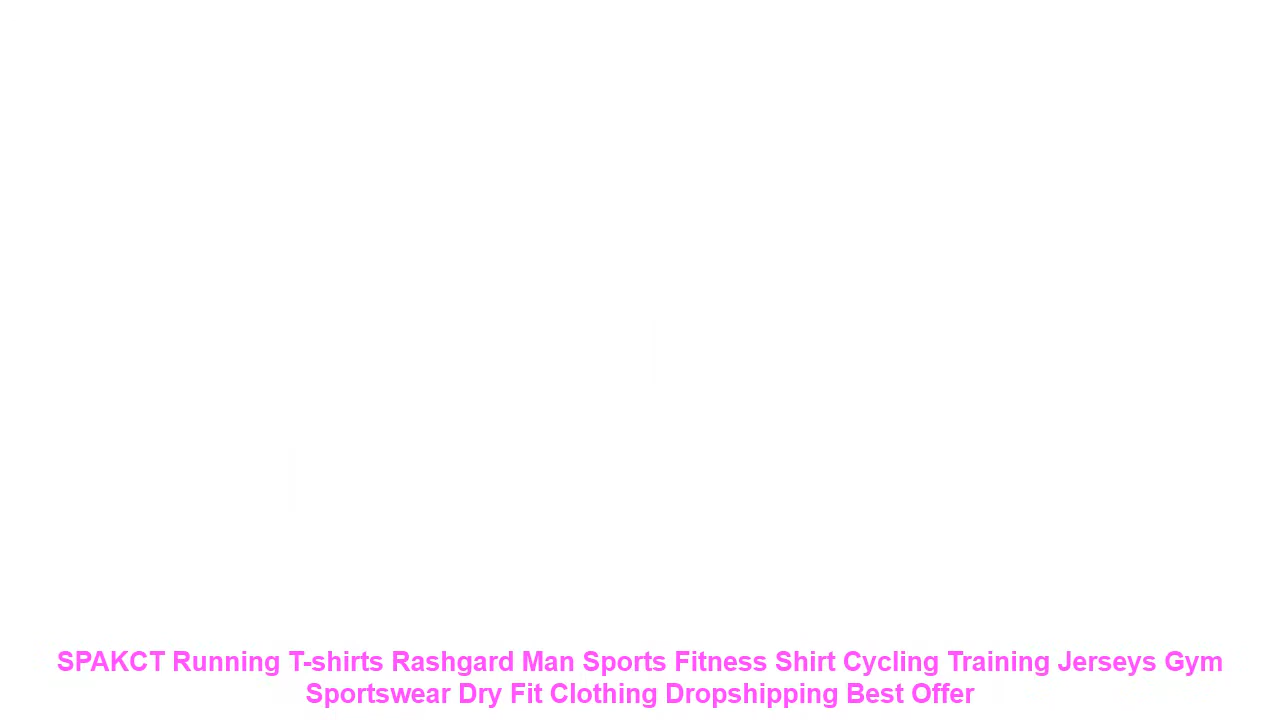 SPAKCT Running T-shirts Rashgard Man Sports Fitness Shirt Cycling Training Jerseys Gym
Sportswear Dry Fit Clothing Dropshipping Best Offer